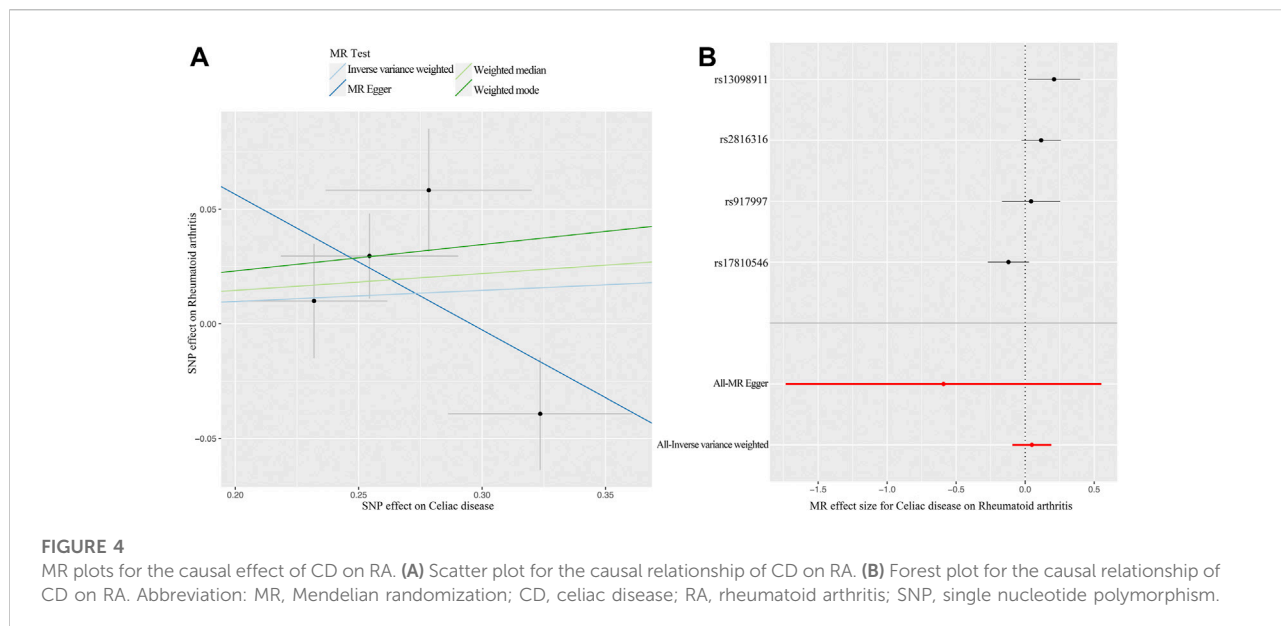 A
MR Test
Inverse variance weighted
Weighted median
MR Egger
Weighted mode
SNP effect on Rheumatoid arthritis
0.05
0.00
−0.05
0.20
0.25
0.30
0.35
SNP effect on Celiac disease
B
rs13098911
rs2816316
rs917997
rs17810546
All-MR Egger
All-Inverse variance weighted
−1.5
−1.0
−0.5
0.0
0.5
MR effect size for Celiac disease on Rheumatoid arthritis
FIGURE 4
MR plots for the causal effect of CD on RA. (A) Scatter plot for the causal relationship of CD on RA. (B) Forest plot for the causal relationship of
CD on RA. Abbreviation: MR, Mendelian randomization; CD, celiac disease; RA, rheumatoid arthritis; SNP, single nucleotide polymorphism.